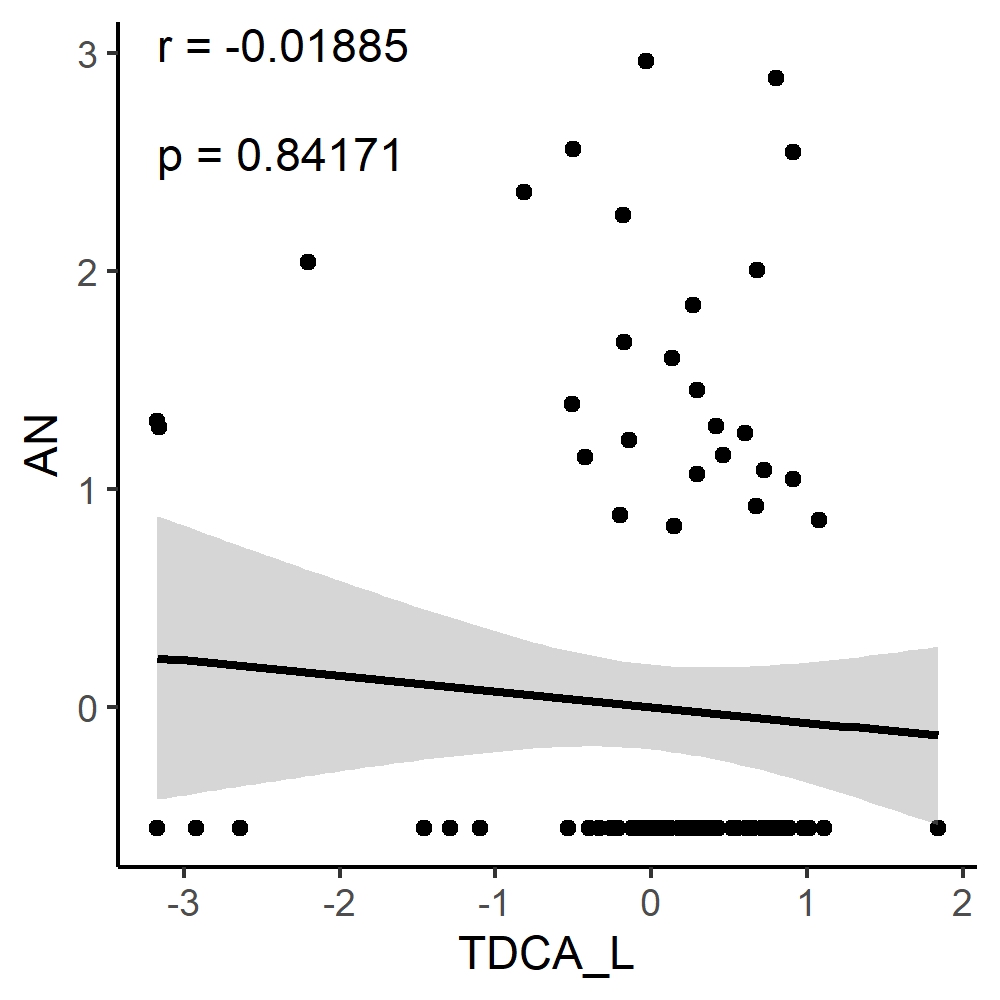 r = -0.01885
p = 0.84171
3
2
1
0
AN
-3 -2 -1 0 1 2
TDCA_L